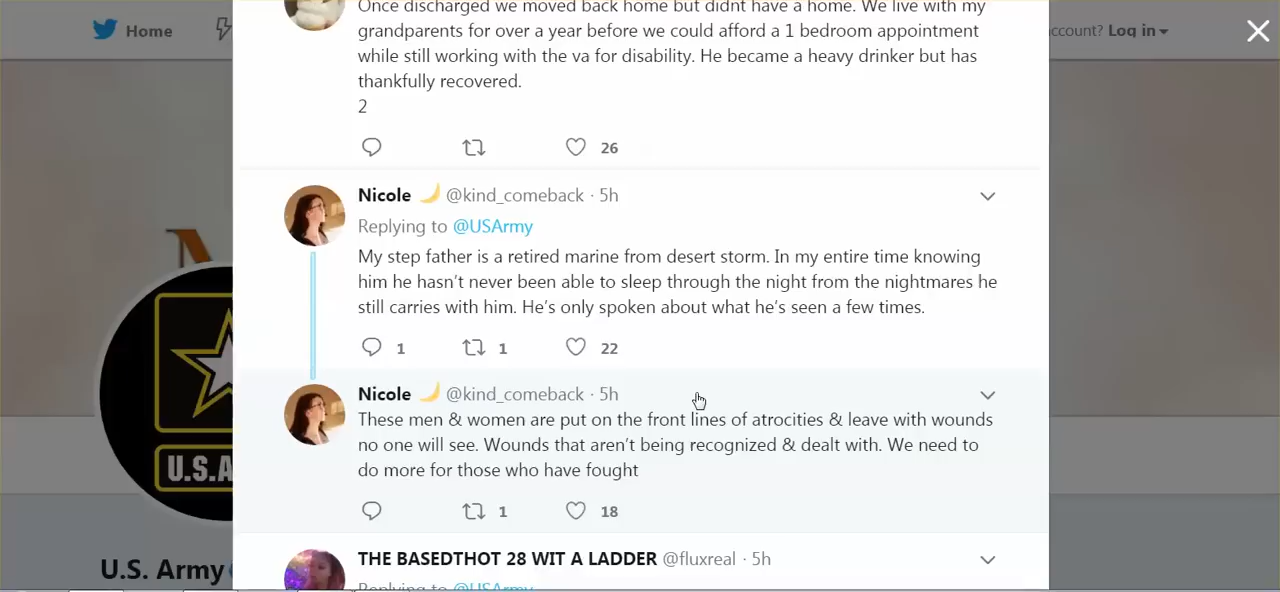 Once discharged we moved back home but didnt have a home. We live with my
Home
grandparents for over a year before we could afford a 1 bedroom appointment
account? Log in
while still working with the va for disability. He became a heavy drinker but has
thankfully recovered.
2
26
Nicole @kind_comeback · 5h
Replying to @USArmy
My step father is a retired marine from desert storm. In my entire time knowing
him he hasn't never been able to sleep through the night from the nightmares he
still carries with him. He's only spoken about what he's seen a few times.
1 1 22
Nicole @kind_comeback · 5h
These men & women are put on the front lines of atrocities & leave with wounds
no one will see. Wounds that aren't being recognized & dealt with. We need to
do more for those who have fought
U.S.A
1 18
THE BASEDTHOT 28 WIT A LADDER @fluxreal · 5h
U.S. Army
Replying to @USArmy